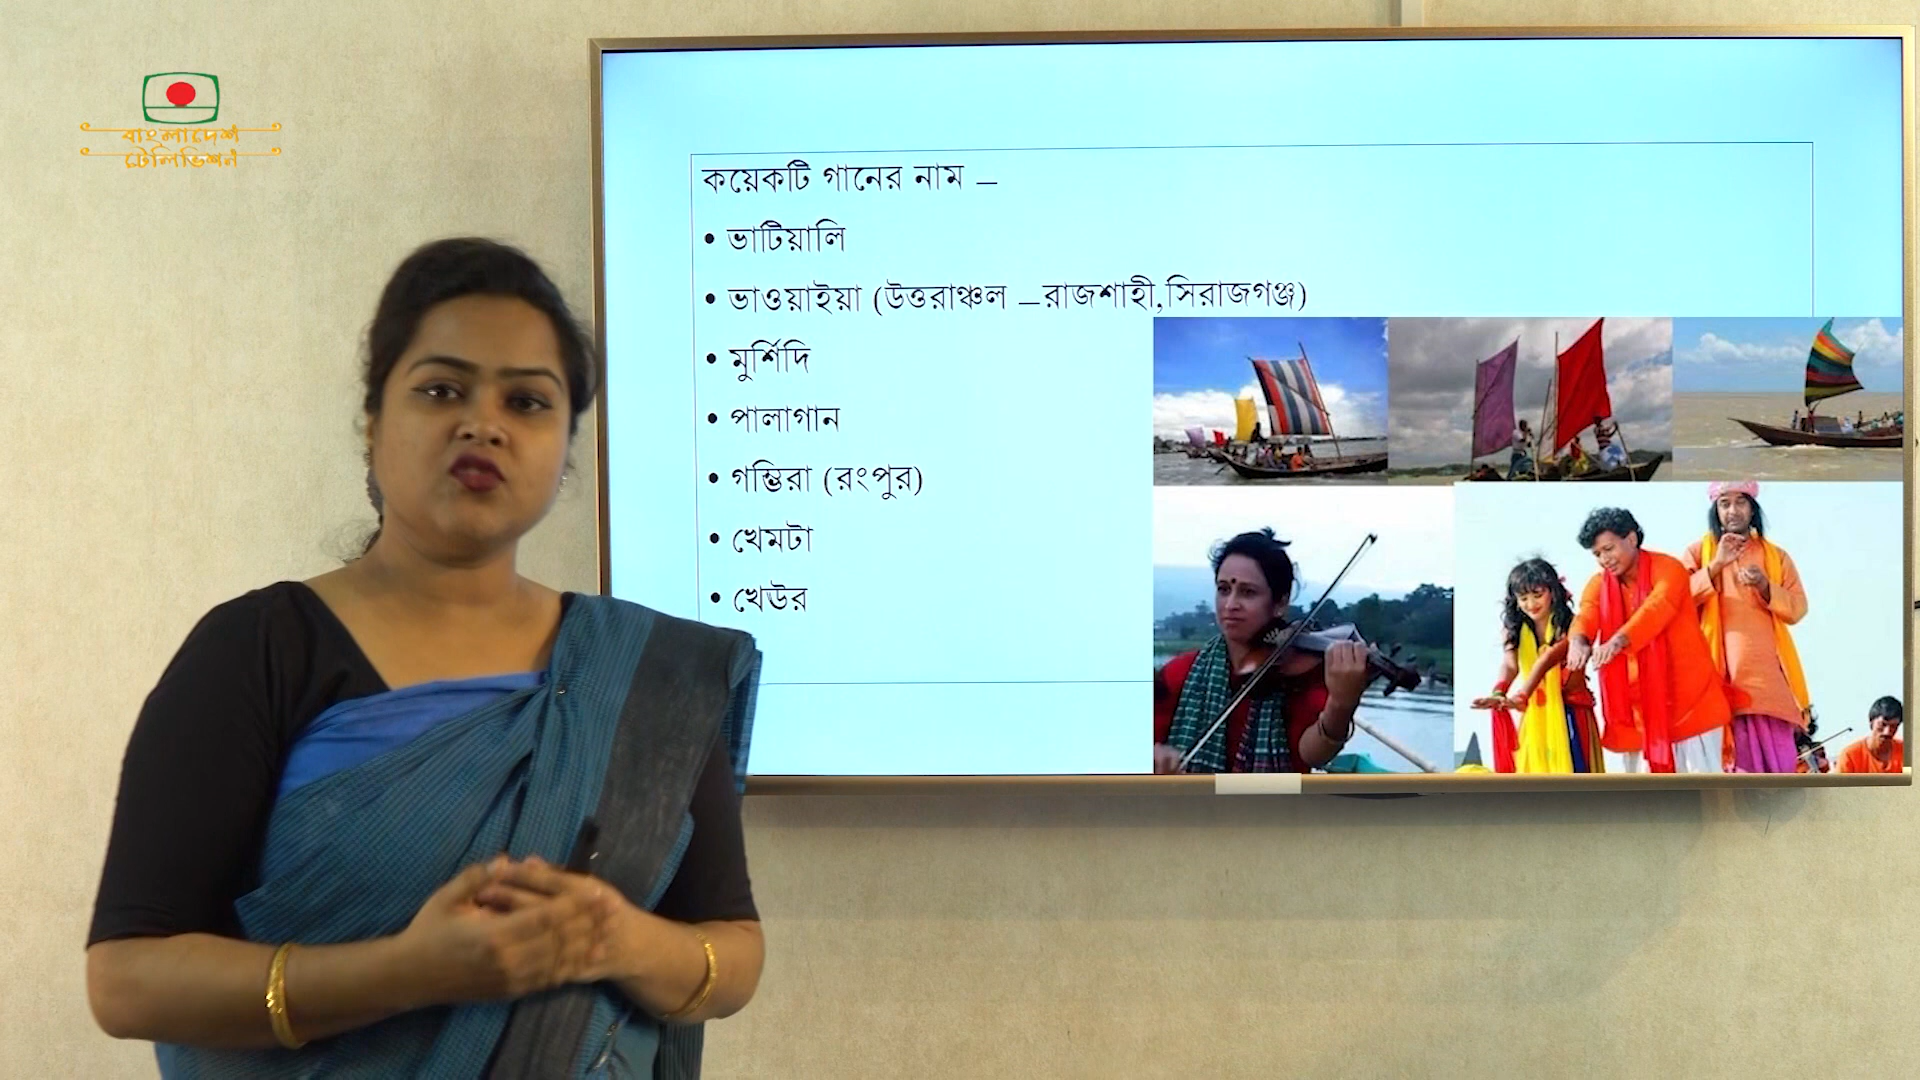 বাংলাদেশ
টেলিভিশন
কয়েকটি গানের নাম –
• ভাটিয়ালি
• ভাওয়াইয়া (উত্তরাঞ্চল –রাজশাহী,সিরাজগঞ্জ)
• মুর্শিদি
• পালাগান
• গম্ভিরা (রংপুর)
• খেমটা
• খেউর